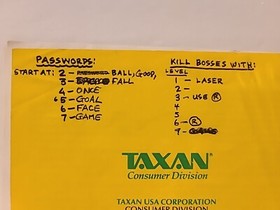 PASSWORDS:
START AT: 2 - BALL, GOOD,
3 - FALL
4 - ONCE
5 - GOAL
6 - FACE
7 - GAME
KILL BOSSES WITH:
LEVEL
1 - LASER
2 -
3 - USE Ⓡ
4
5
6 - Ⓡ
7 -
TAXAN®
Consumer Division
TAXAN USA CORPORATION
CONSUMER DIVISION